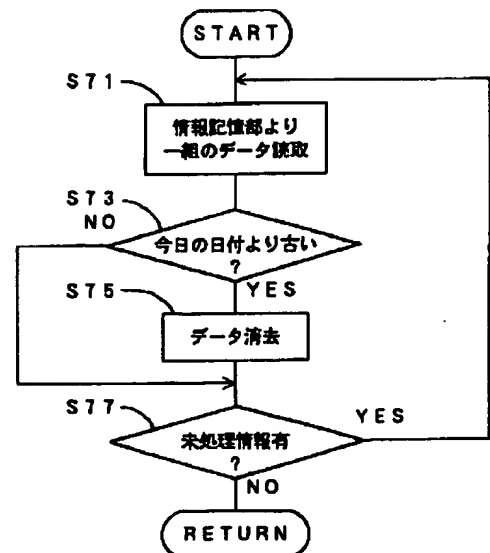 START
S71
情報記憶部より
一組のデータ読取
S73
NO
今日の日付より古い
?
YES
S75
データ消去
S77
YES
未処理情報有
?
NO
RETURN